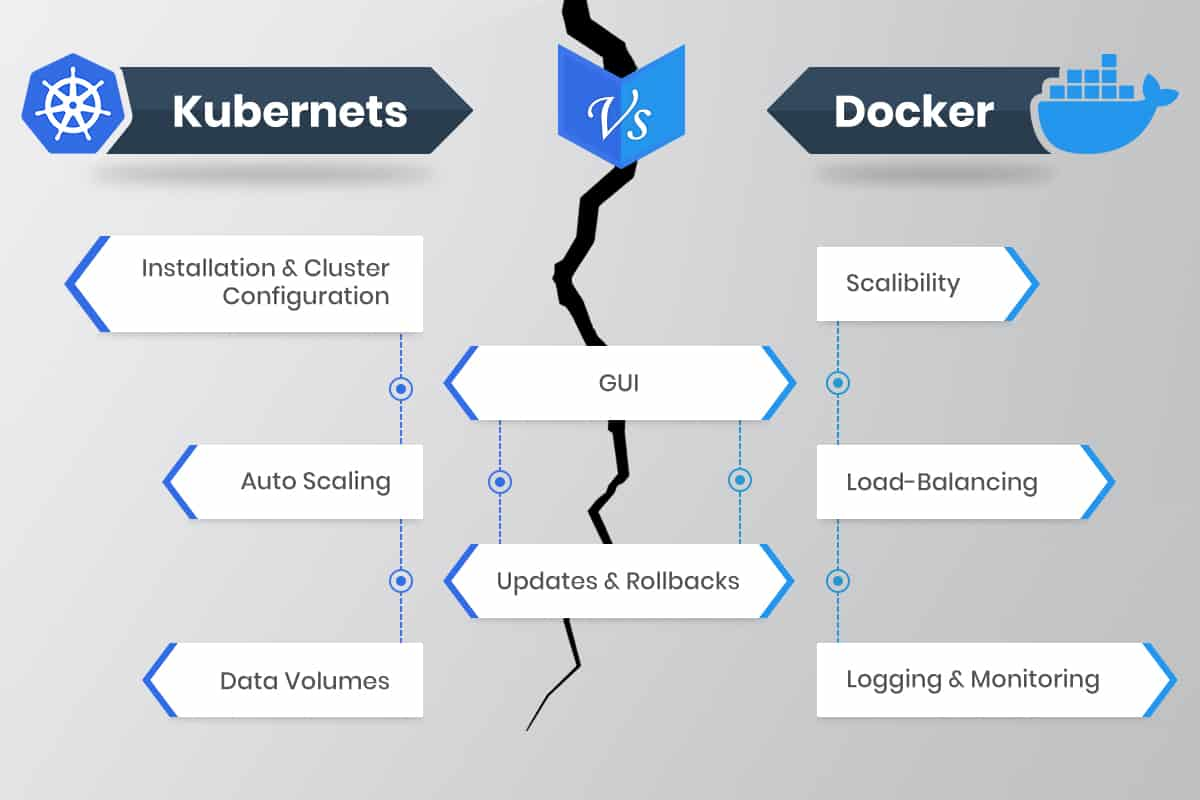 Kubernets
Vs
Docker
Installation & Cluster
Configuration
Scalibility
GUI
Auto Scaling
Load-Balancing
Updates & Rollbacks
Data Volumes
Logging & Monitoring